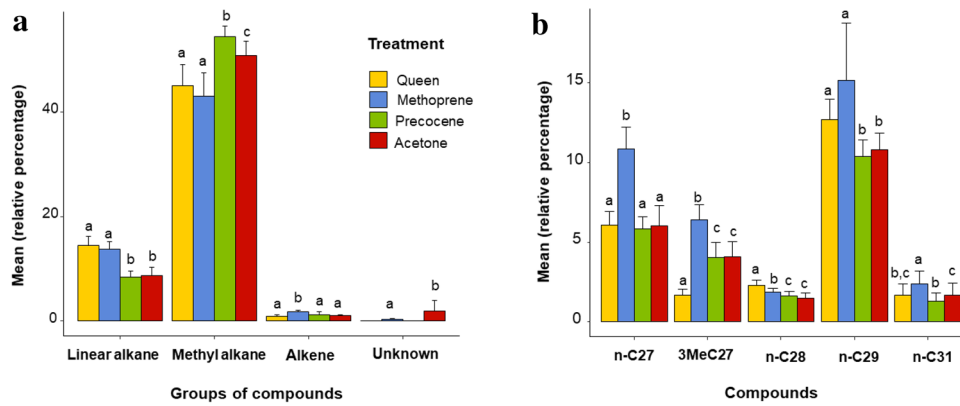 a
Mean (relative percentage)
40
20
0
a
a
b
b
a
a
b
c
a
b
a
a
a
b
Treatment
Queen
Methoprene
Precocene
Acetone
Linear alkane
Methyl alkane
Alkene
Unknown
Groups of compounds
b
Mean (relative percentage)
15
10
5
0
a
b
a
a
a
b
c
c
a
b
c
c
a
a
b
b
b,c
a
b
c
n-C27
3MeC27
n-C28
n-C29
n-C31
Compounds